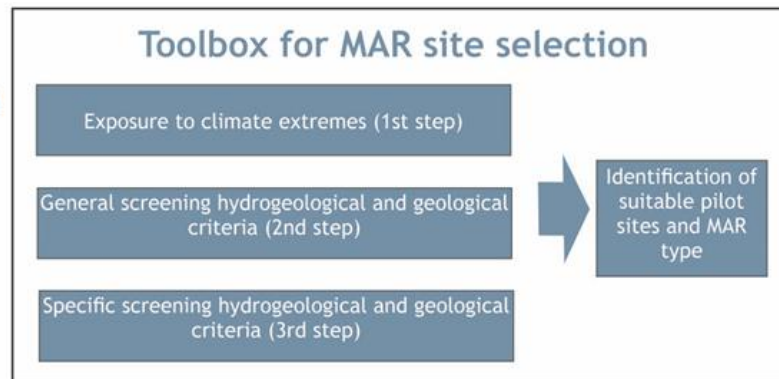 Toolbox for MAR site selection
Exposure to climate extremes (1st step)
General screening hydrogeological and geological
criteria (2nd step)
Specific screening hydrogeological and geological
criteria (3rd step)
Identification of
suitable pilot
sites and MAR
type